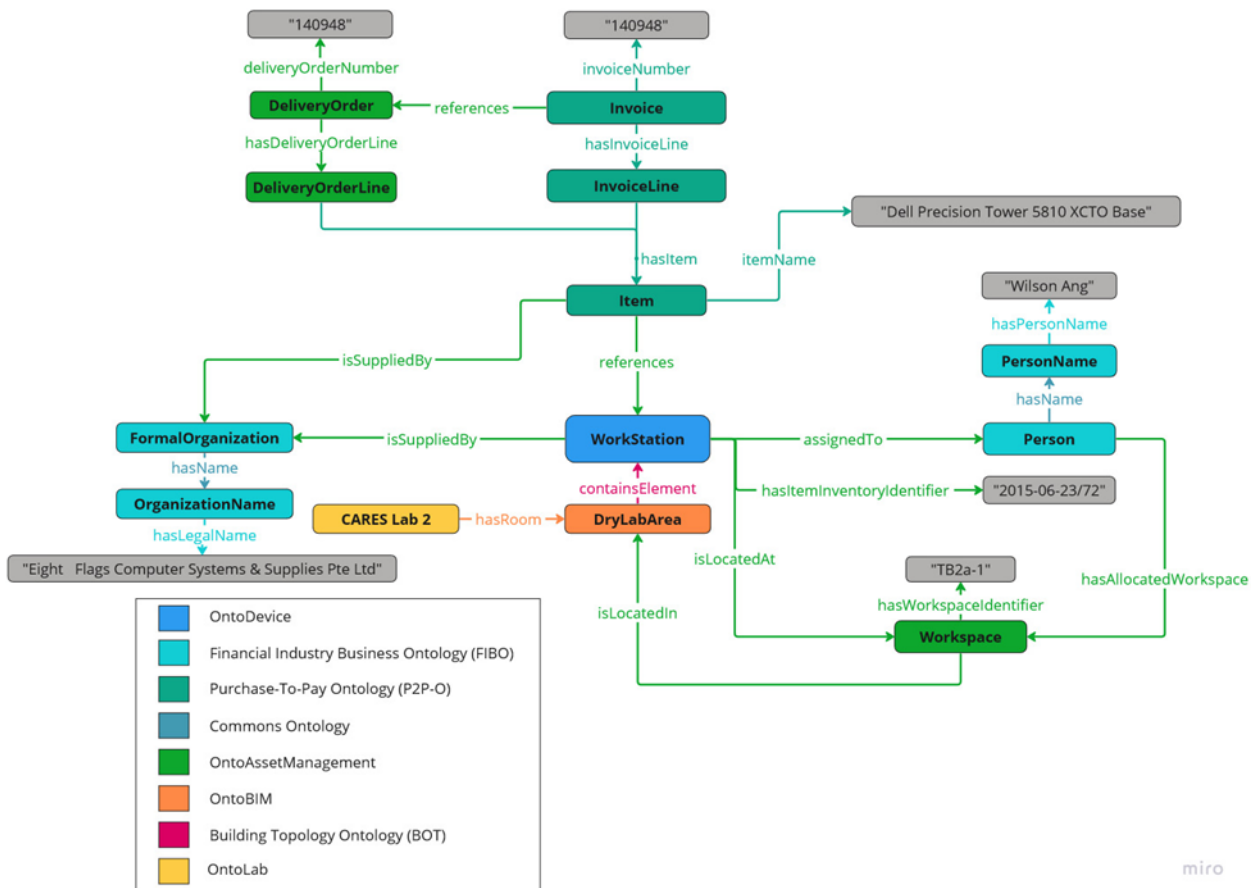 "140948"
"140948"
deliveryOrderNumber
invoiceNumber
DeliveryOrder
references
Invoice
hasDeliveryOrderLine
hasInvoiceLine
DeliveryOrderLine
InvoiceLine
"Dell Precision Tower 5810 XCTO Base"
hasItem
itemName
Item
"Wilson Ang"
hasPersonName
isSuppliedBy
references
PersonName
hasName
FormalOrganization
isSuppliedBy
WorkStation
assignedTo
Person
hasName
containsElement
hasItemInventoryIdentifier
"2015-06-23/72"
OrganizationName
CARES Lab 2
hasRoom
DryLabArea
hasLegalName
isLocatedAt
"Eight Flags Computer Systems & Supplies Pte Ltd"
"TB2a-1"
hasAllocatedWorkspace
isLocatedIn
hasWorkspaceIdentifier
Workspace
OntoDevice
Financial Industry Business Ontology (FIBO)
Purchase-To-Pay Ontology (P2P-O)
Commons Ontology
OntoAssetManagement
OntoBIM
Building Topology Ontology (BOT)
OntoLab
miro